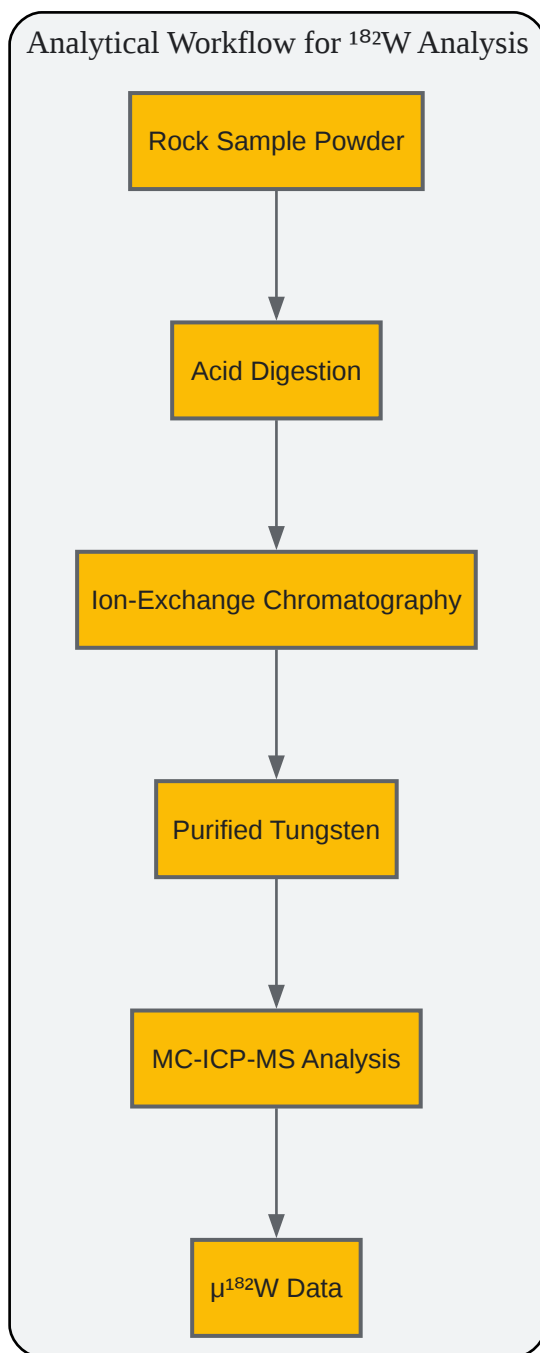 Analytical Workflow for ¹⁸²W Analysis
Rock Sample Powder
Acid Digestion
Ion-Exchange Chromatography
Purified Tungsten
MC-ICP-MS Analysis
μ¹⁸²W Data